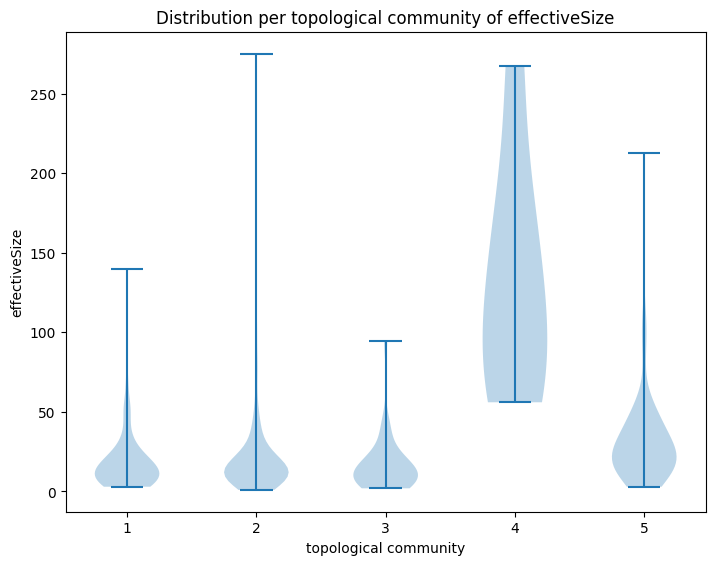 Distribution per topological community of effectiveSize
effectiveSize
250
200
150
100
50
0
1 2 3 4 5
topological community